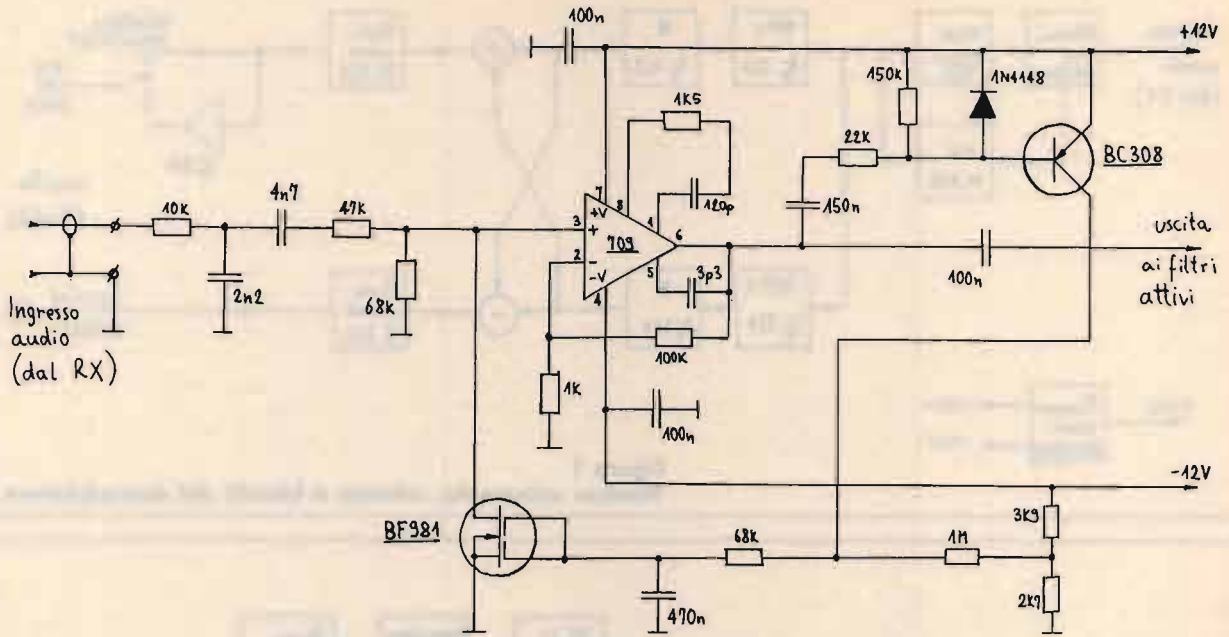 100n
+12V
150k
1N4148
1K5
22K
BC308
120p
150n
7
8
+V
1
3
+
709
6
2
-
-V
5
4
3p3
10K
4n7
47K
2n2
68K
100K
1K
100n
100n
uscita
ai filtri
attivi
Ingresso
audio
(dal RX)
-12V
BF981
3K9
68K
1M
470n
2K7